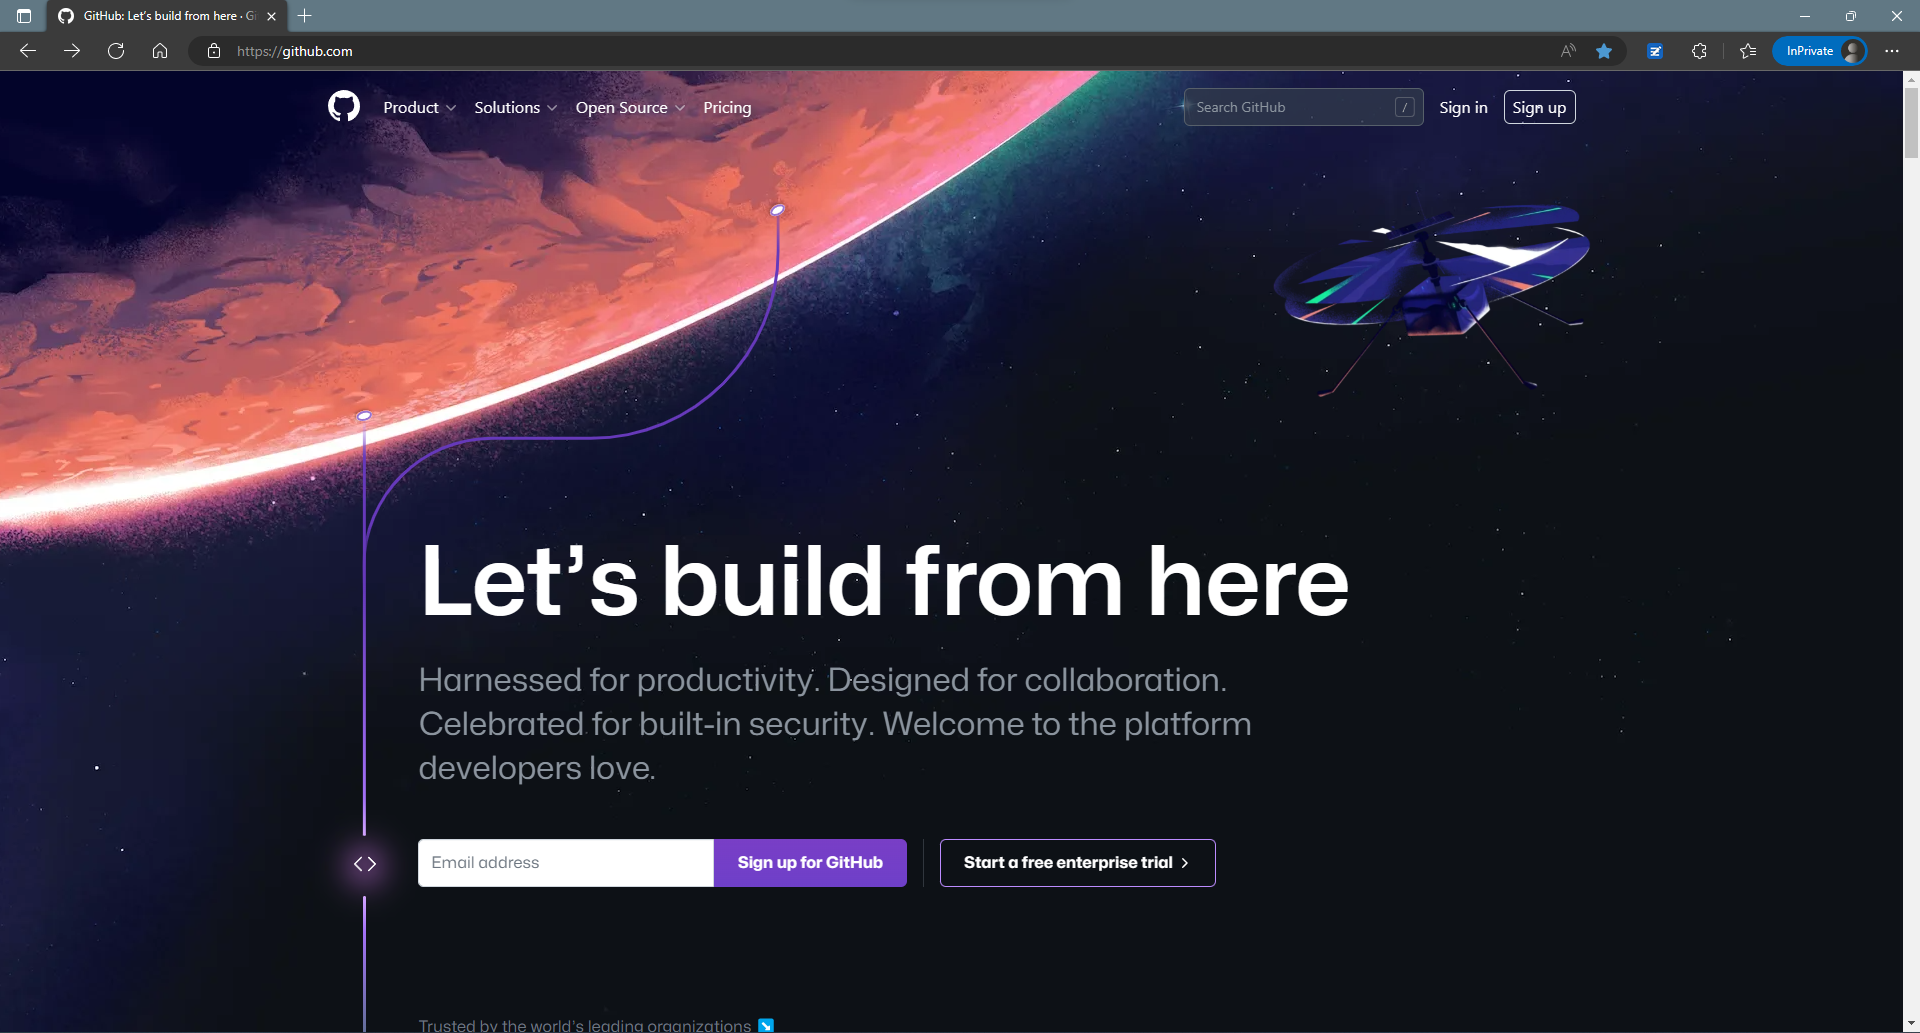 GitHub: Let's build from here · Gi
https://github.com
InPrivate
Product
Solutions
Open Source
Pricing
Search GitHub
/
Sign in
Sign up
Let’s build from here
Harnessed for productivity. Designed for collaboration.
Celebrated for built-in security. Welcome to the platform
developers love.
Email address
Sign up for GitHub
Start a free enterprise trial
Trusted by the world’s leading organizations